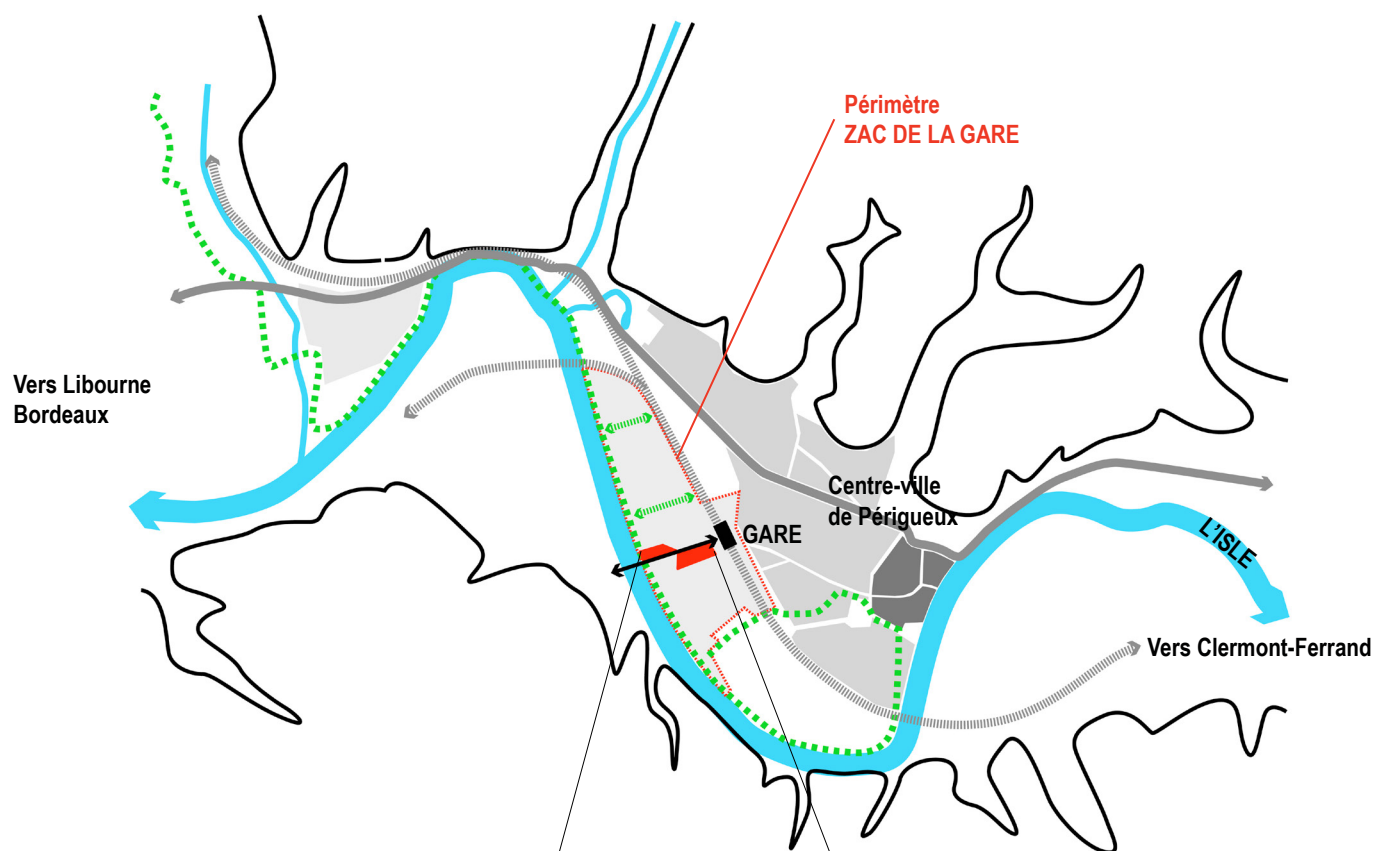 Périmètre
ZAC DE LA GARE
Vers Libourne
Bordeaux
Centre-ville
de Périgueux
GARE
L'ISLE
Vers Clermont-Ferrand